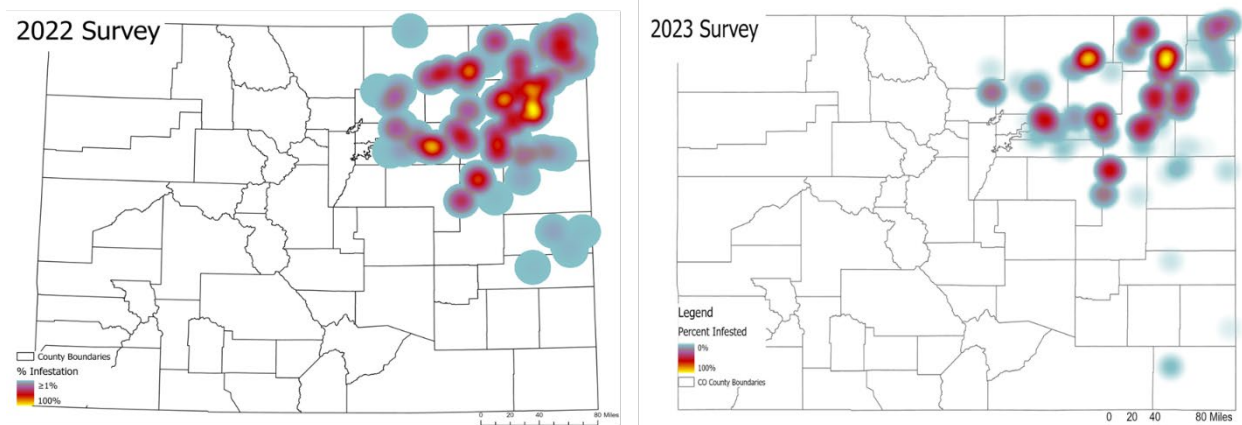 2022 Survey
County Boundaries
% Infestation
≥1%
100%
0 20 40 80 Miles
2023 Survey
Legend
Percent Infested
0%
100%
CO County Boundaries
0 20 40 80 Miles